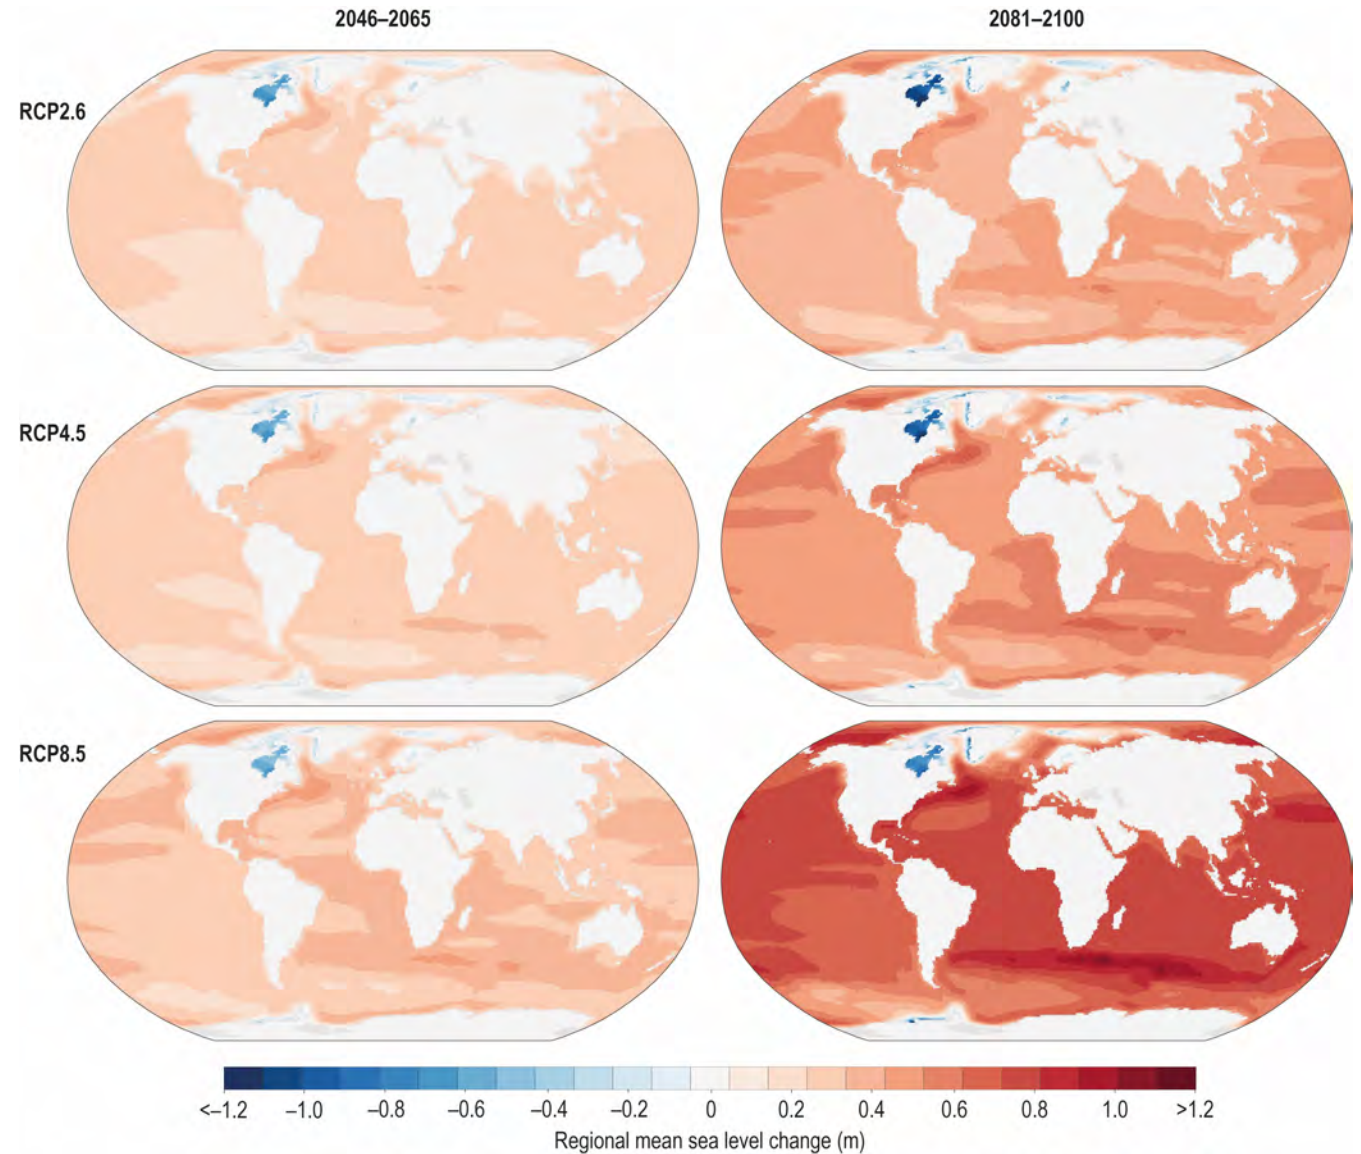 2046–2065 2081–2100
RCP2.6
RCP4.5
RCP8.5
<–1.2 –1.0 –0.8 –0.6 –0.4 –0.2 0 0.2 0.4 0.6 0.8 1.0 >1.2
Regional mean sea level change (m)